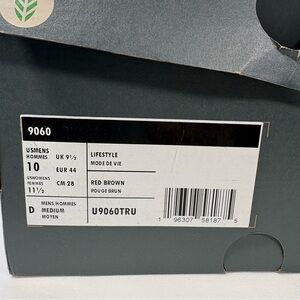 9060
USMENS
HOMMES
10
UK 9½
EUR 44
USWOMENS
FEMMES
11½
CM 28
D
MENS/HOMMES
MEDIUM
MOYEN
LIFESTYLE
MODE DE VIE
RED BROWN
ROUGE BRUN
U9060TRU
1 96307 58187 5